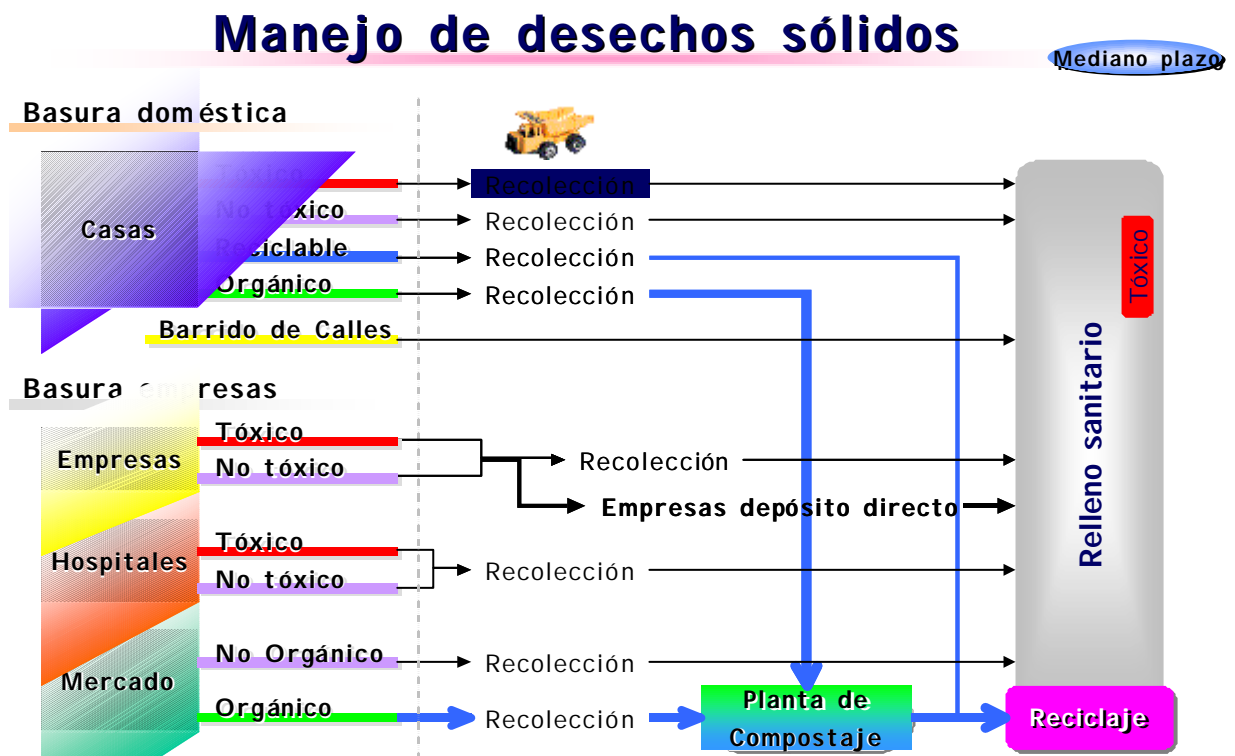 Manejo de desechos sólidos
Mediano plazo
Basura doméstica
Casas
Tóxico
Recolección
No tóxico
Recolección
Reciclable
Recolección
Orgánico
Recolección
Barrido de Calles
Basura empresas
Empresas
Tóxico
No tóxico
Recolección
Empresas depósito directo
Hospitales
Tóxico
No tóxico
Recolección
Mercado
No Orgánico
Recolección
Orgánico
Recolección
Planta de
Compostaje
Reciclaje
Relleno sanitario
Tóxico